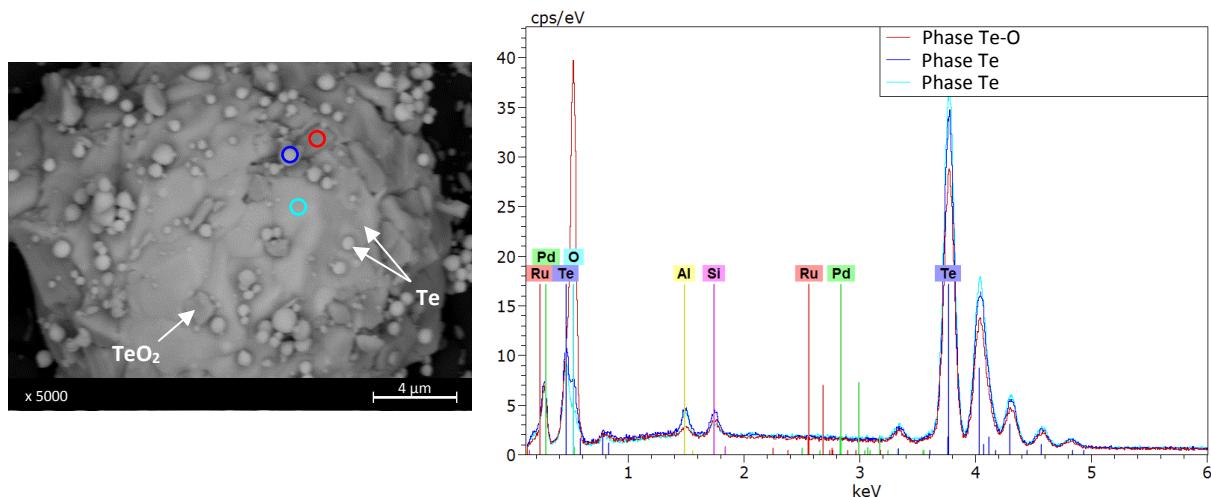 TeO₂
Te
x 5000
4 µm
cps/eV
Phase Te-O
Phase Te
Phase Te
40
35
30
25
20
15
10
5
0
Pd O
Ru Te Al Si Ru Pd Te
1 2 3 4 5 6
keV